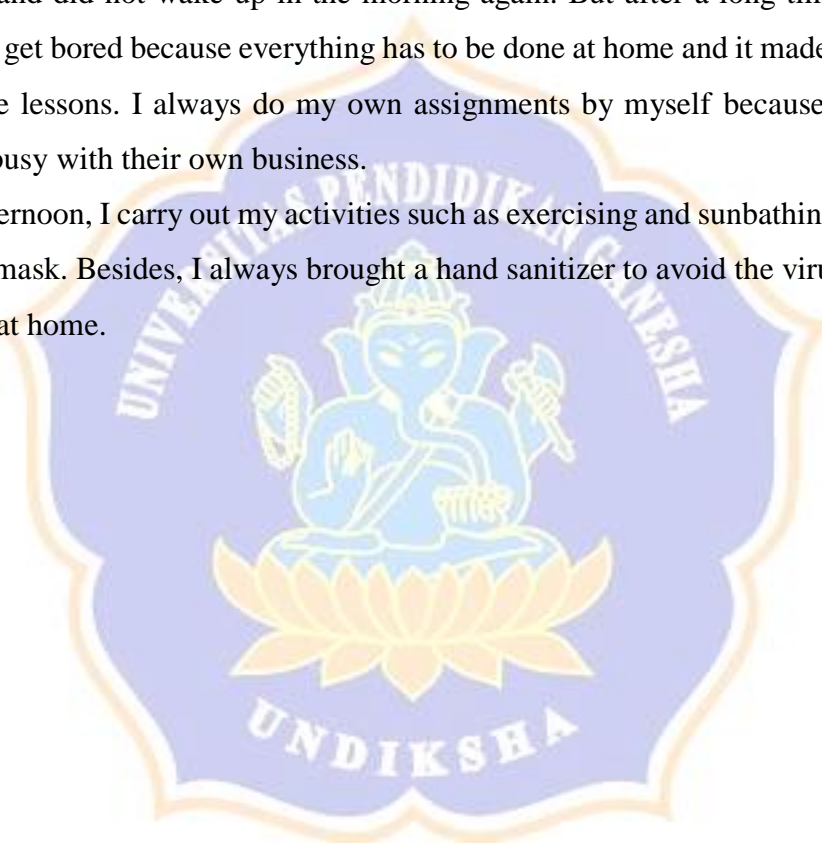 and did not wake up in the morning again. But after a long
get bored because everything has to be done at home and it made
lessons. I always do my own assignments by myself because
busy with their own business.
I carry out my activities such as exercising and sunbathing
mask. Besides, I always brought a hand sanitizer to avoid the
at home.
UNIVERSITAS PENDIDIKAN GANESHA
UNDIKSHA